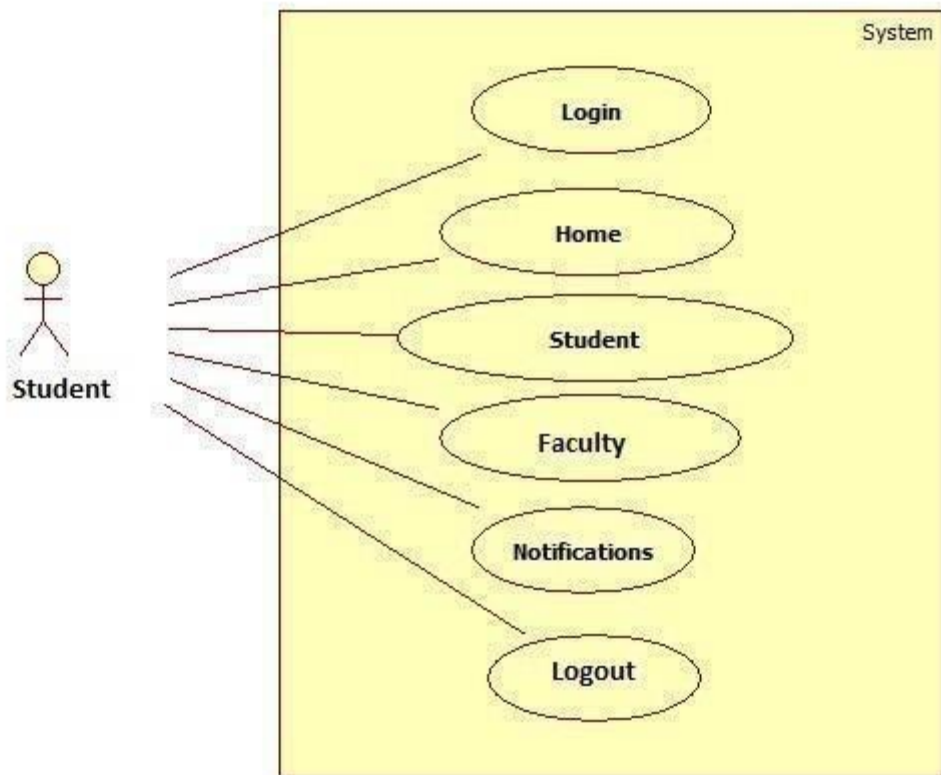 System
Login
Home
Student
Student
Faculty
Notifications
Logout